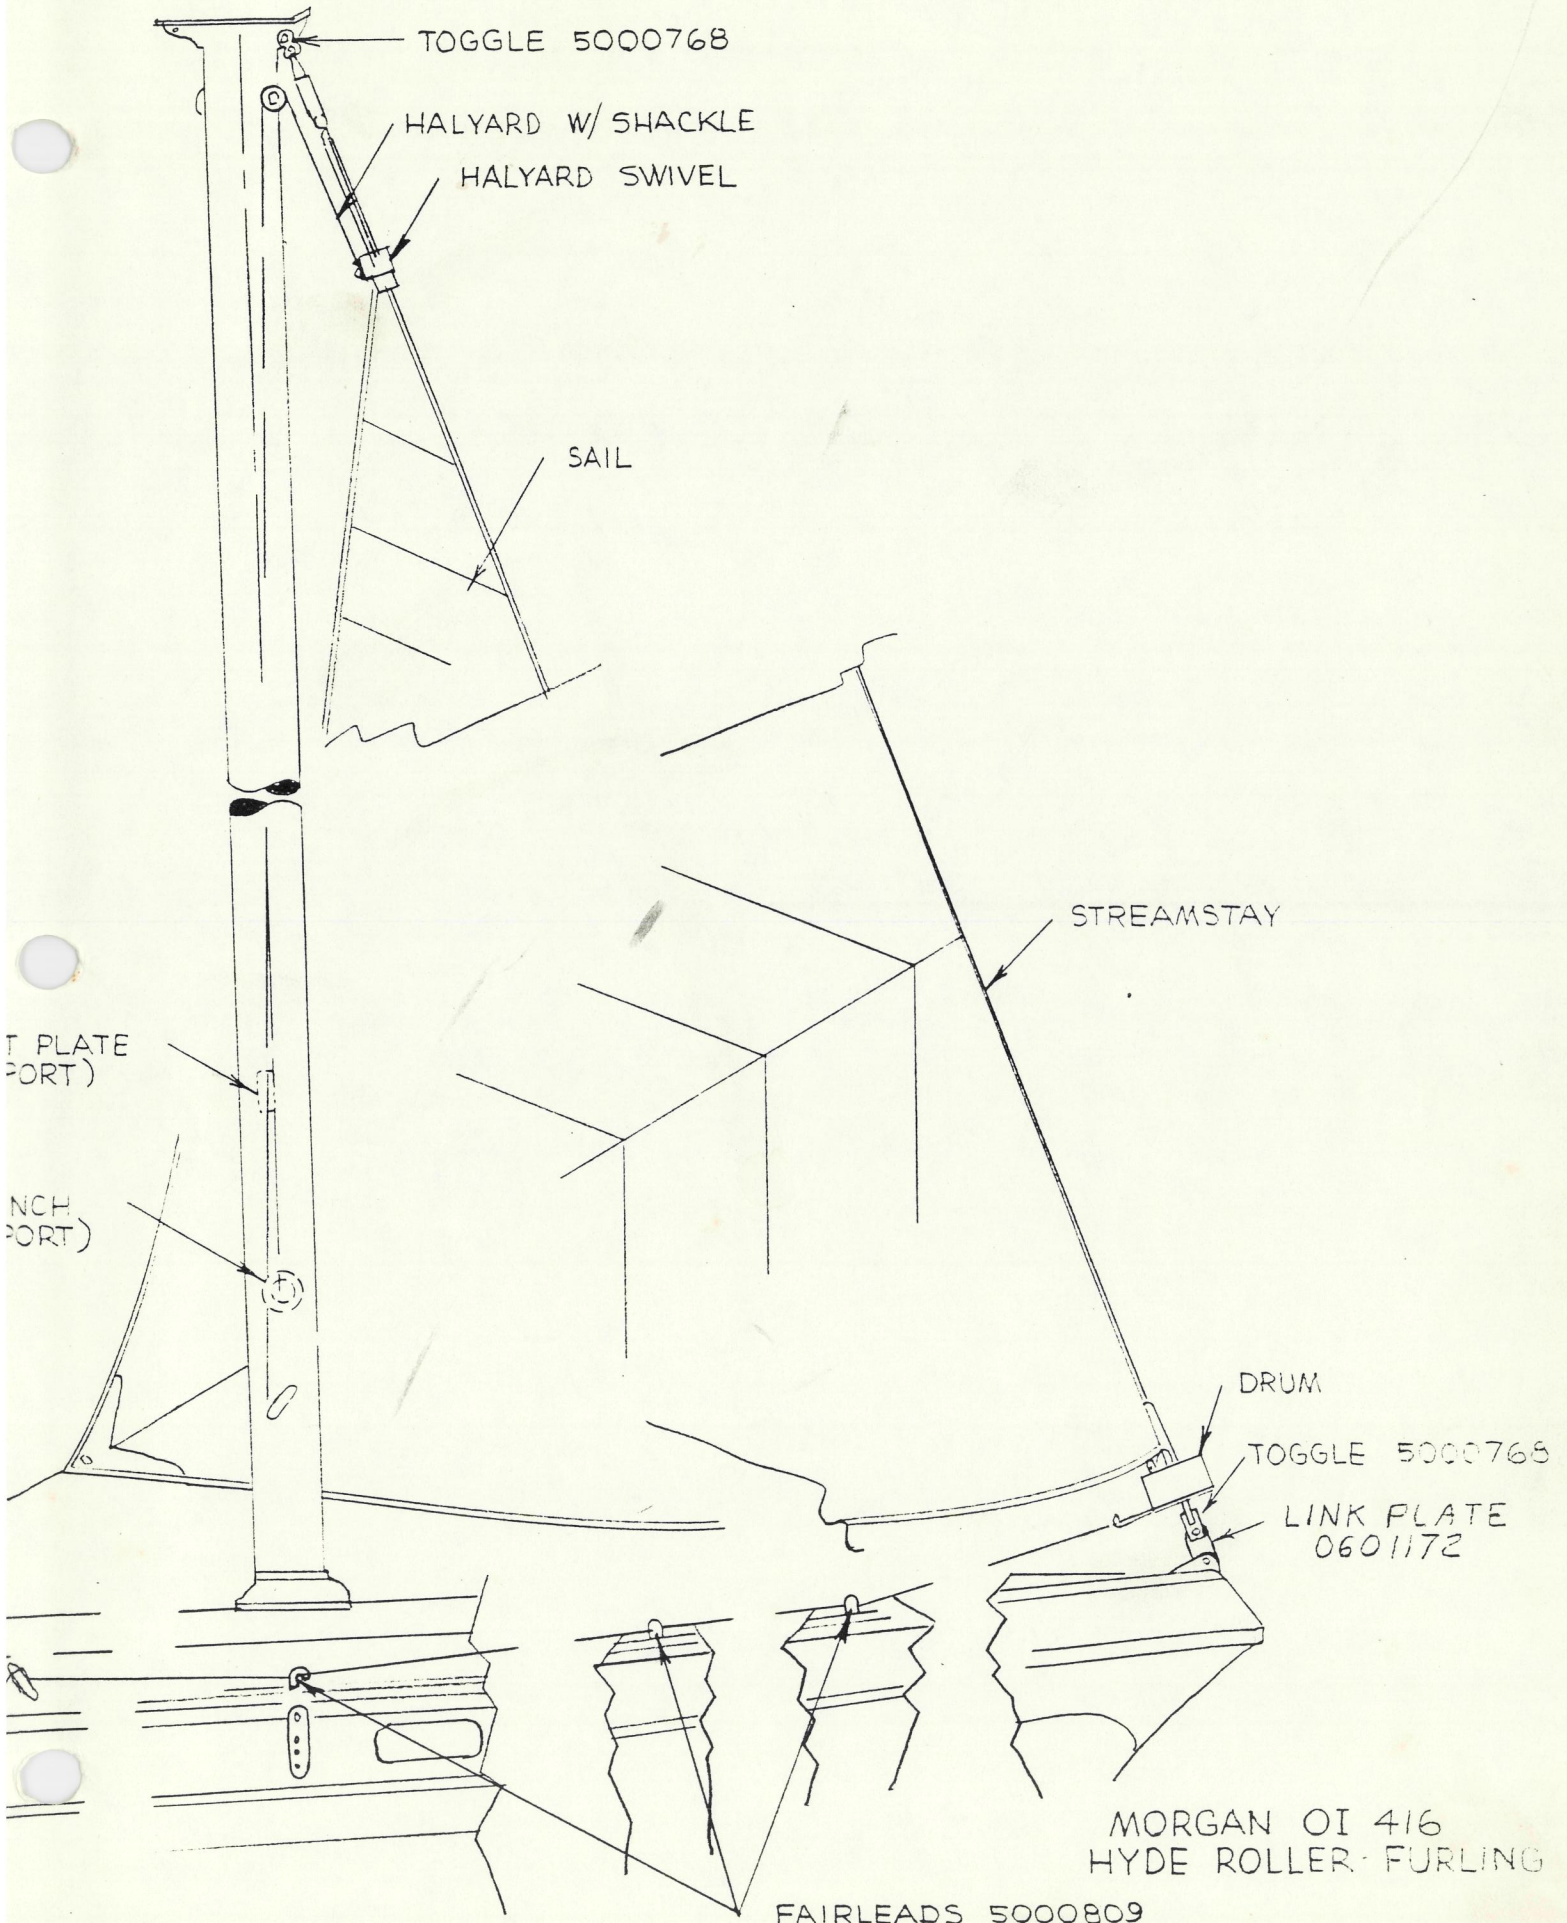 TOGGLE 5000768
HALYARD W/ SHACKLE
HALYARD SWIVEL
SAIL
STREAMSTAY
T PLATE
PORT)
NCH
PORT)
DRUM
TOGGLE 5000768
LINK PLATE
0601172
MORGAN OI 416
HYDE ROLLER FURLING
FAIRLEADS 5000809